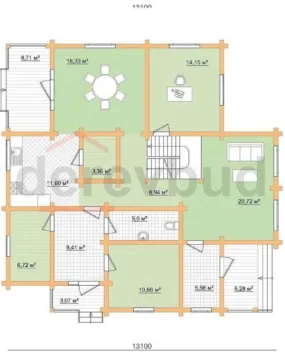 13100
8,71 м²
18,33 м²
14,15 м²
3,36 м²
11,60 м²
6,94 м²
20,72 м²
5,0 м²
8,41 м²
6,72 м²
10,66 м²
5,56 м²
5,28 м²
3,07 м²
derevbud
13100